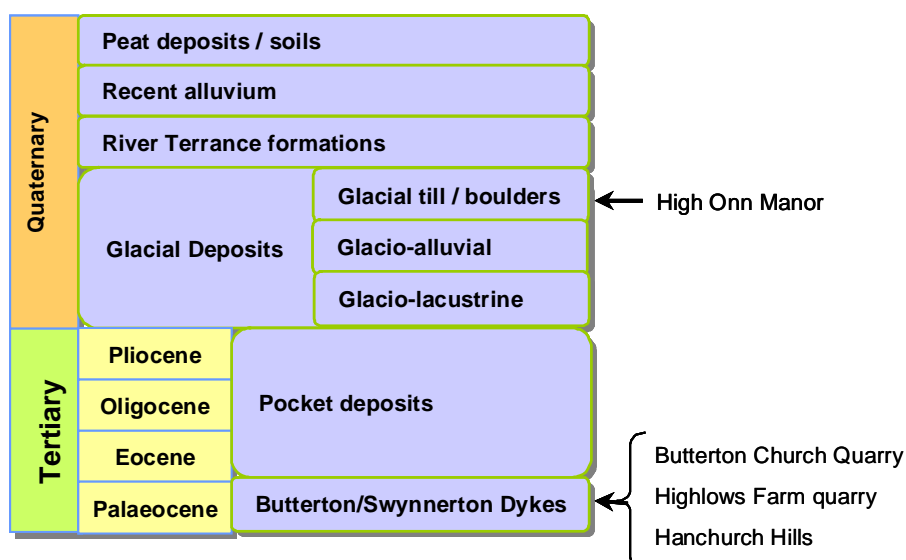 Quaternary
Peat deposits / soils
Recent alluvium
River Terrance formations
Glacial Deposits
Glacial till / boulders
High Onn Manor
Glacio-alluvial
Glacio-lacustrine
Tertiary
Pliocene
Oligocene
Eocene
Palaeocene
Pocket deposits
Butterton/Swynnerton Dykes
Butterton Church Quarry
Highlows Farm quarry
Hanchurch Hills